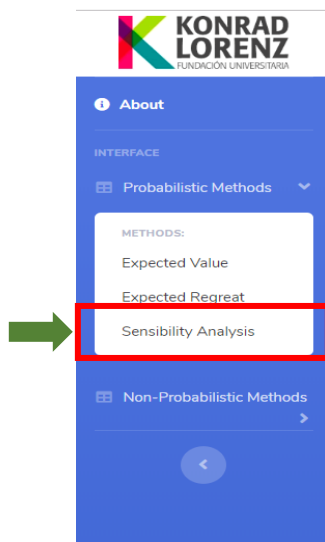 KONRAD
LORENZ
FUNDACIÓN UNIVERSITARIA
About
INTERFACE
Probabilistic Methods
METHODS:
Expected Value
Expected Regreat
Sensibility Analysis
Non-Probabilistic Methods